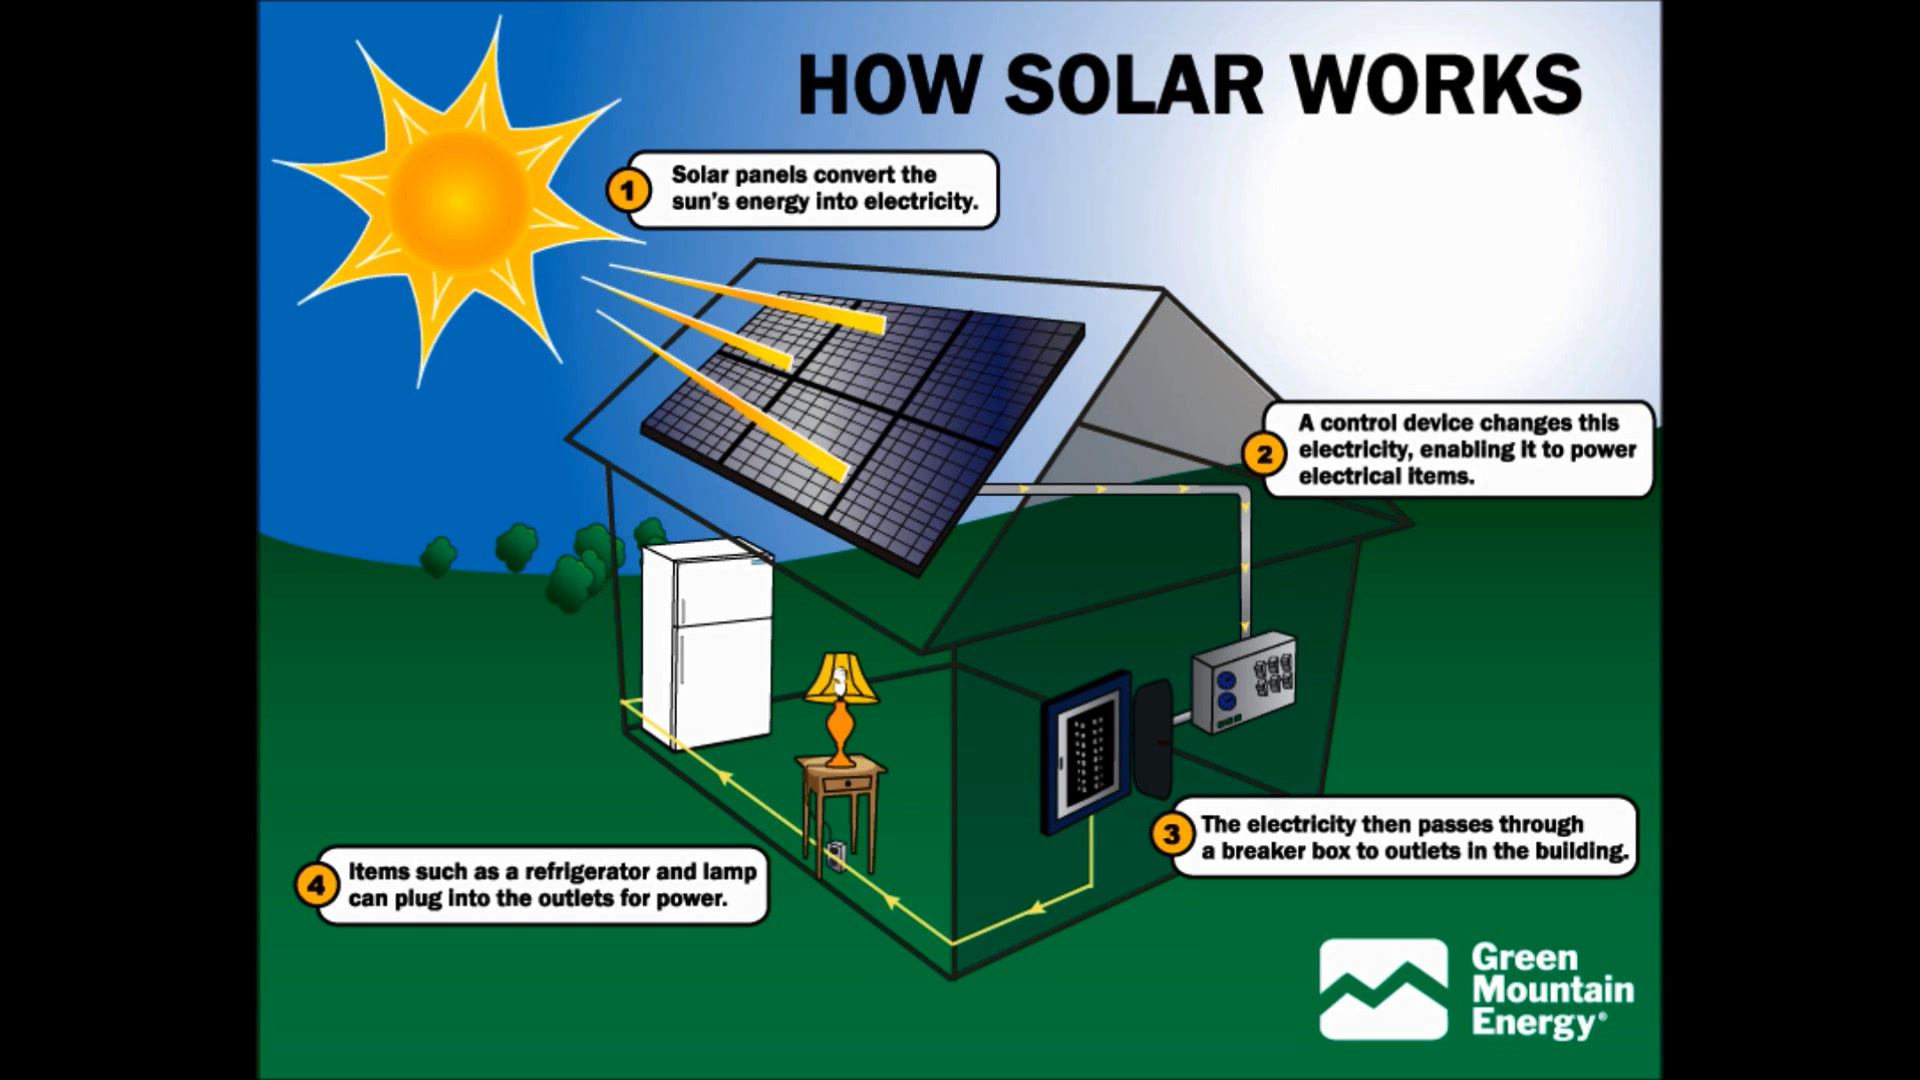 HOW SOLAR WORKS
1
Solar panels convert the
sun's energy into electricity.
2
A control device changes this
electricity, enabling it to power
electrical items.
3
The electricity then passes through
a breaker box to outlets in the building.
4
Items such as a refrigerator and lamp
can plug into the outlets for power.
Green
Mountain
Energy®